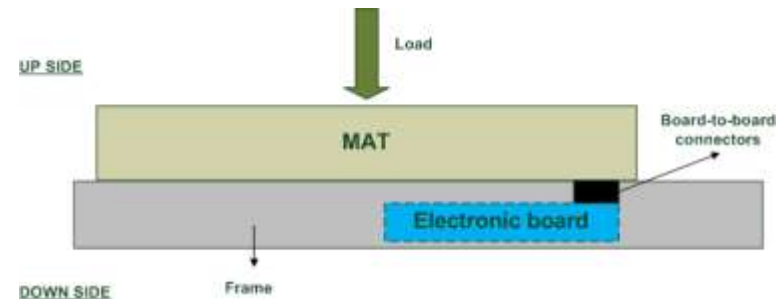 Load
UP SIDE
Board-to-board
connectors
MAT
Electronic board
DOWN SIDE
Frame